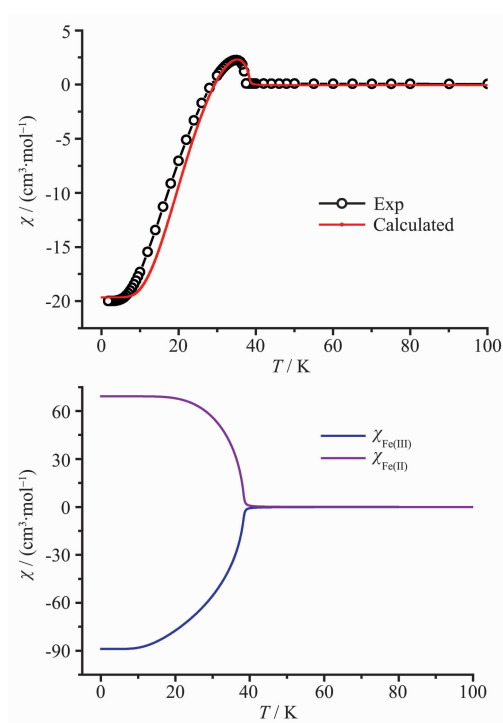 5
0
-5
-10
-15
-20
χ / (cm³·mol⁻¹)
Exp
Calculated
0 20 40 60 80 100
T / K
60
30
0
-30
-60
-90
χ / (cm³·mol⁻¹)
χFe(III)
χFe(II)
0 20 40 60 80 100
T / K